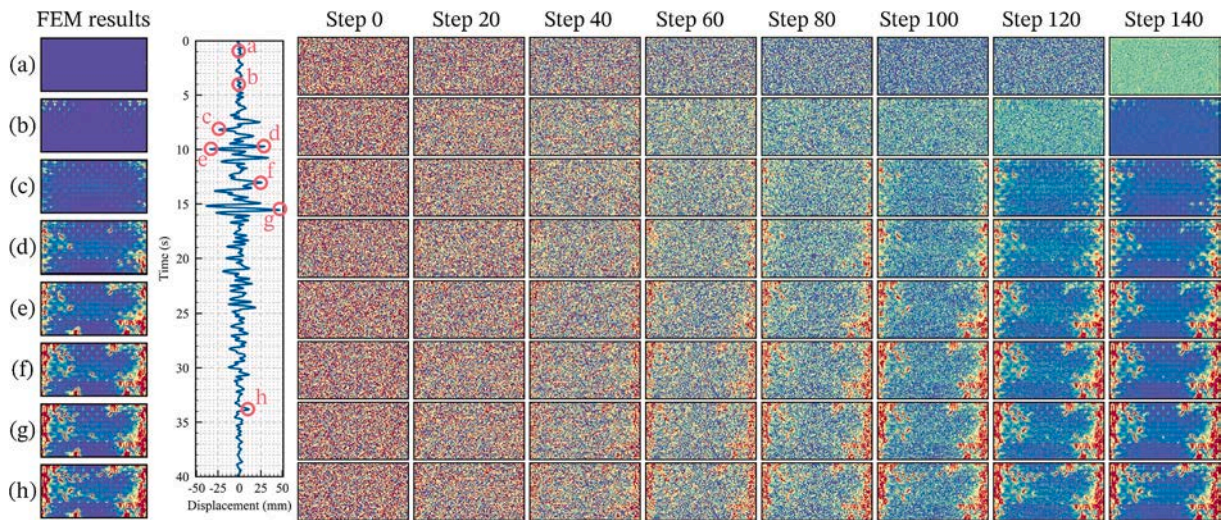 FEM results
Step 0 Step 20 Step 40 Step 60 Step 80 Step 100 Step 120 Step 140
(a)
(b)
(c)
(d)
(e)
(f)
(g)
(h)
0
5
10
15
20
25
30
35
40
Time (s)
a
b
c
d
e
f
g
h
-50 -25 0 25 50
Displacement (mm)